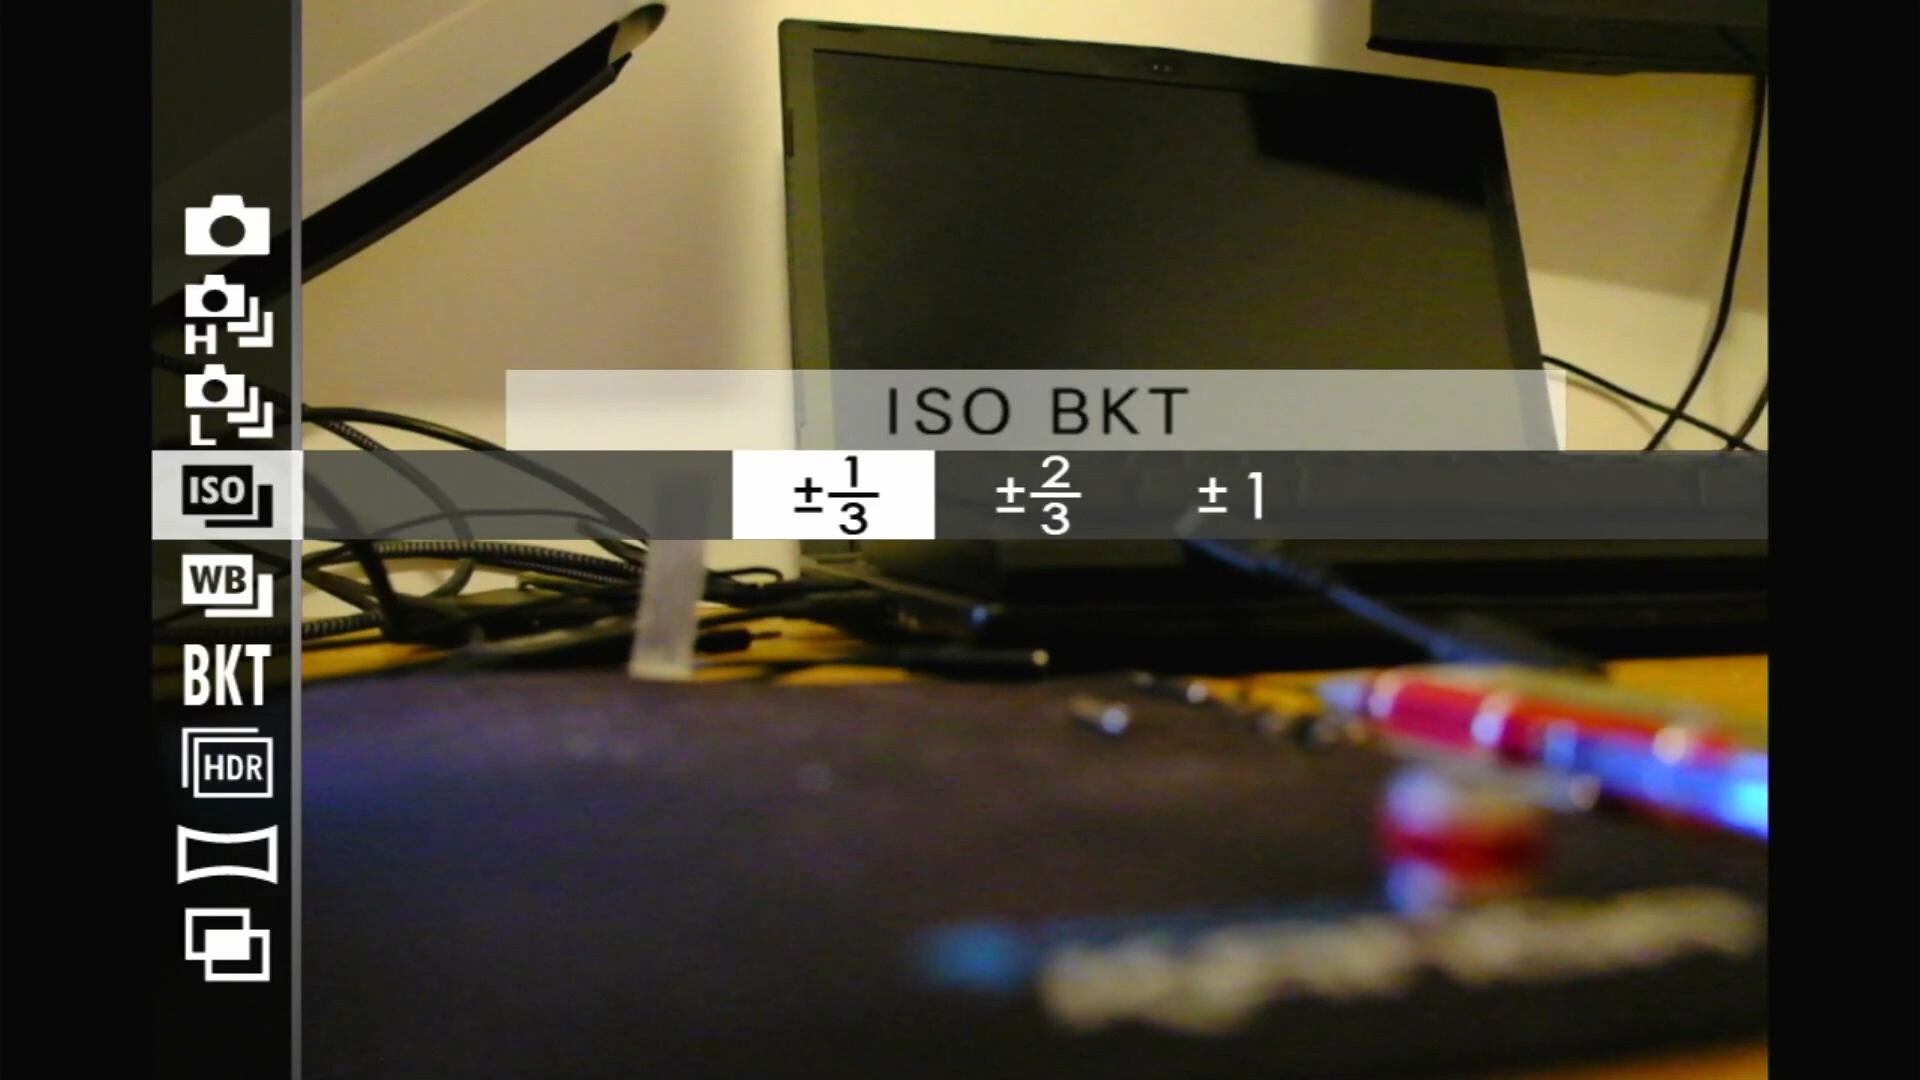 H
L
ISO BKT
ISO ±1/3 ±2/3 ±1
WB
BKT
HDR